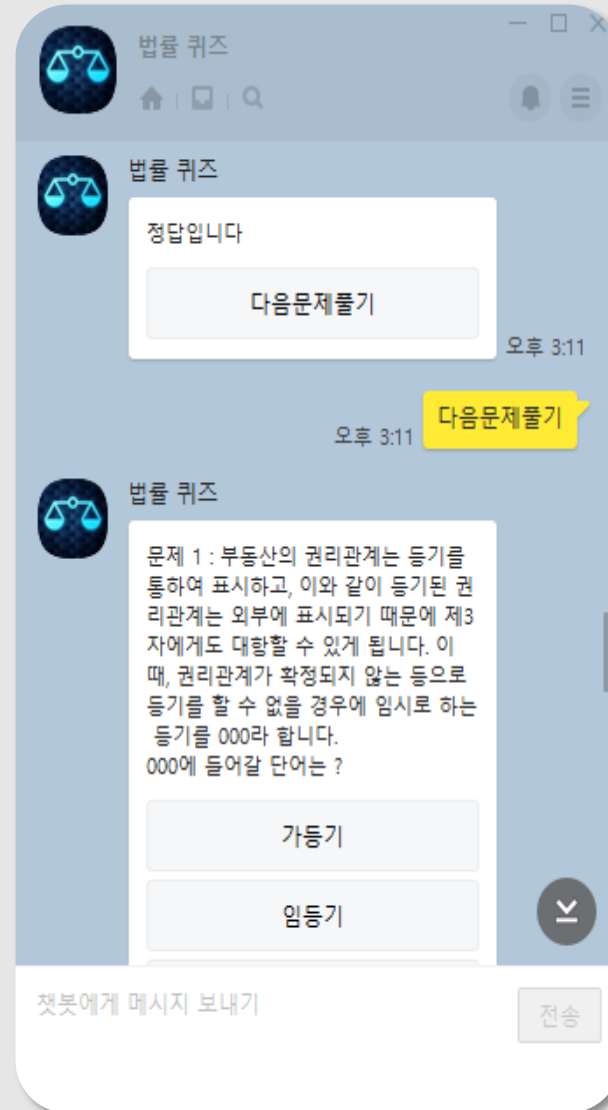 법률 퀴즈
법률 퀴즈
정답입니다
다음문제풀기
오후 3:11
다음문제풀기
오후 3:11
법률 퀴즈
문제 1 : 부동산의 권리관계는 등기를
통하여 표시하고, 이와 같이 등기된 권
리관계는 외부에 표시되기 때문에 제3
자에게도 대항할 수 있게 됩니다. 이
때, 권리관계가 확정되지 않는 등으로
등기를 할 수 없을 경우에 임시로 하는
등기를 000라 합니다.
000에 들어갈 단어는 ?
가등기
임등기
챗봇에게 메시지 보내기
전송